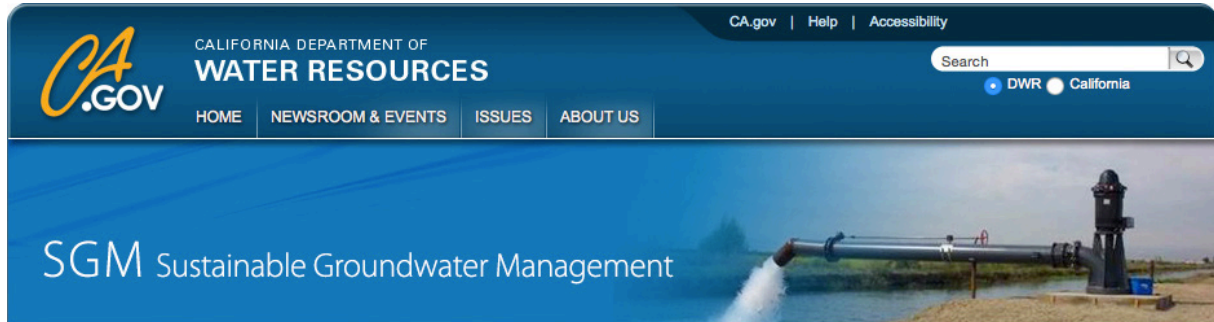 CA.gov | Help | Accessibility
CA
.GOV
CALIFORNIA DEPARTMENT OF
WATER RESOURCES
Search
DWR California
HOME NEWSROOM & EVENTS ISSUES ABOUT US
SGM Sustainable Groundwater Management